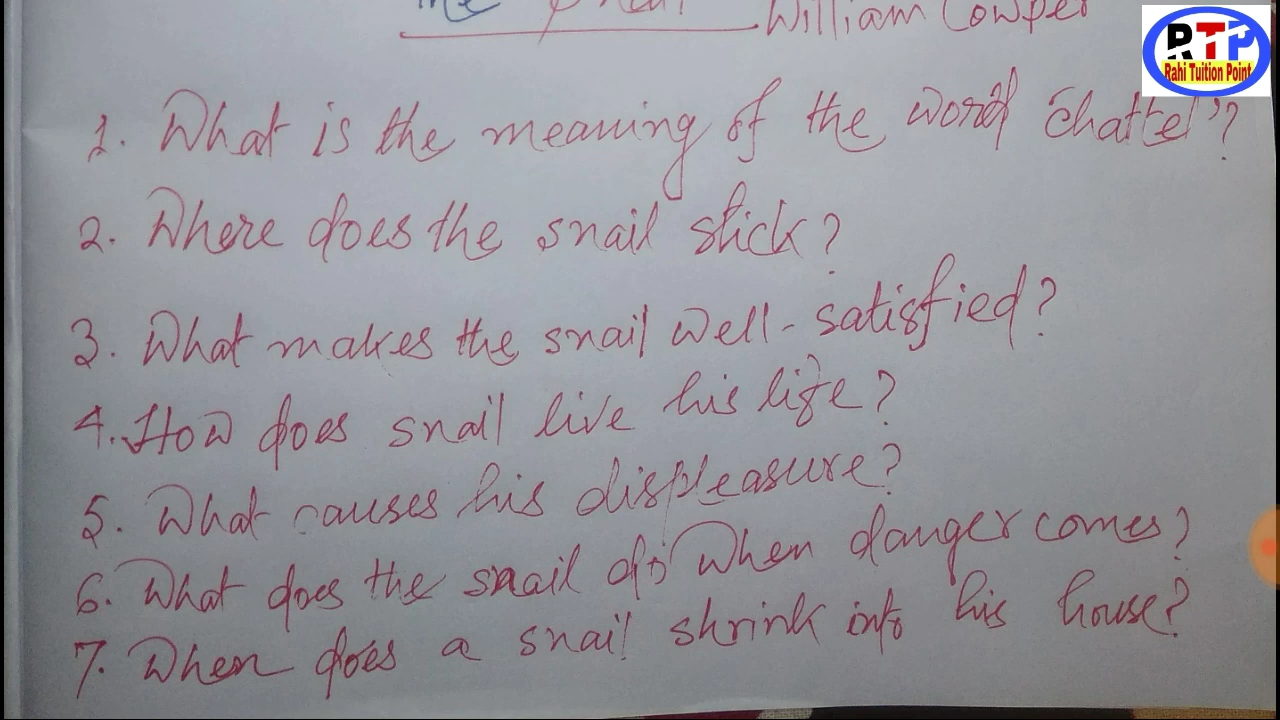 The Snail William Cowper
RTP
Rahi Tuition Point
1. What is the meaning of the word "chattel"?
2. Where does the snail stick?
3. What makes the snail well-satisfied?
4. How does snail live his life?
5. What causes his displeasure?
6. What does the snail do when danger comes?
7. When does a snail shrink into his house?